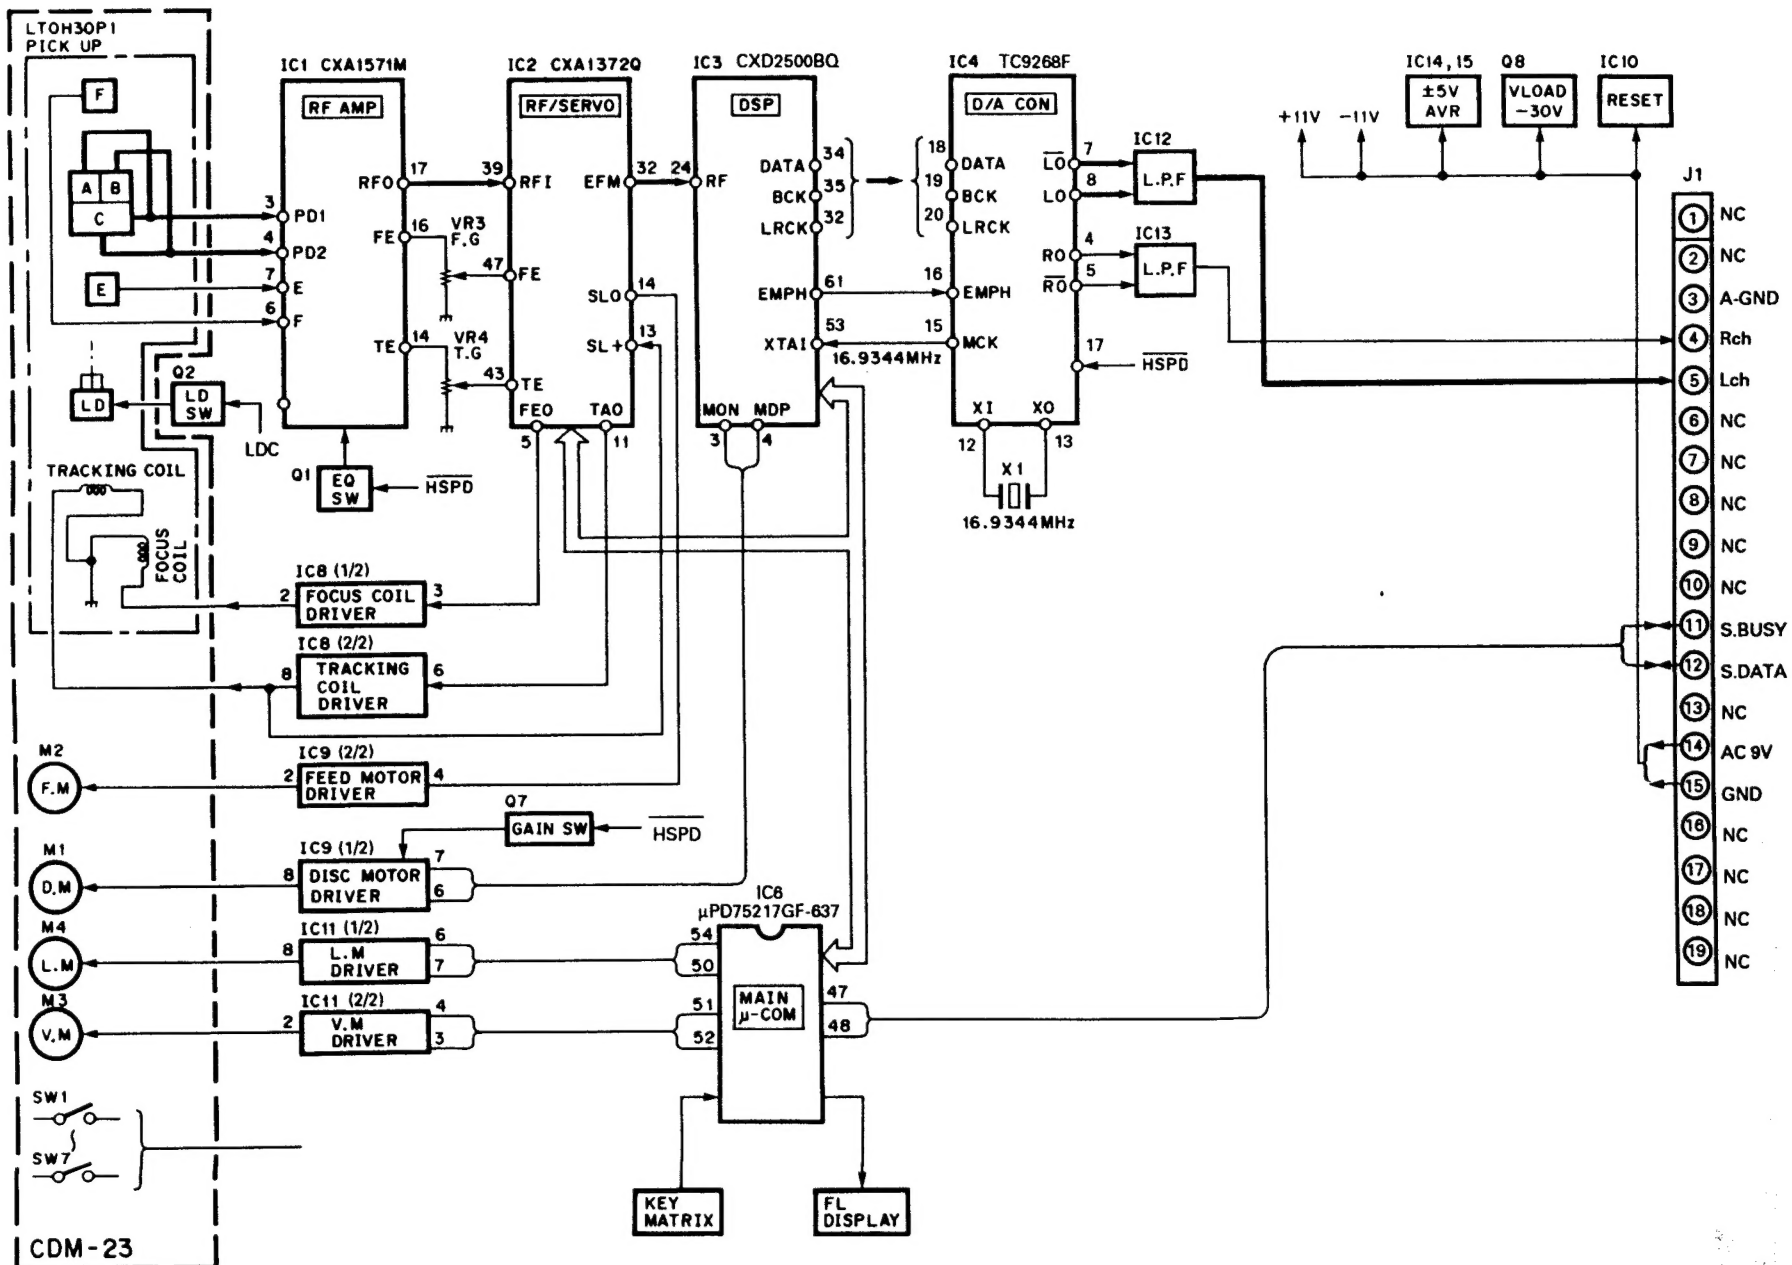 LTOH30P1
PICK UP
F
A B
C
E
LD
Q2
LD
SW
LDC
TRACKING COIL
FOCUS
COIL
IC1 CXA1571M
RF AMP
3 PD1
4 PD2
7 E
6 F
RFO 17
FE 16
TE 14
VR3
F.G
VR4
T.G
Q1
EQ
SW
HSPD
IC2 CXA1372Q
RF/SERVO
39 RFI
47 FE
43 TE
EFM 32
SLO 14
SL+ 13
FEO TAO
5 11
IC3 CXD2500BQ
DSP
24 RF
DATA 34
BCK 35
LRCK 32
EMPH 61
XTAI 53
16.9344MHz
MON MDP
3 4
IC4 TC9268F
D/A CON
18 DATA
19 BCK
20 LRCK
16 EMPH
15 MCK
LO 7
LO 8
RO 4
RO 5
17
HSPD
XI XO
12 13
X1
16.9344MHz
IC12
L.P.F
IC13
L.P.F
+11V -11V
IC14,15
±5V
AVR
Q8
VLOAD
-30V
IC10
RESET
J1
1 NC
2 NC
3 A-GND
4 Rch
5 Lch
6 NC
7 NC
8 NC
9 NC
10 NC
11 S.BUSY
12 S.DATA
13 NC
14 AC 9V
15 GND
16 NC
17 NC
18 NC
19 NC
IC8 (1/2)
2 FOCUS COIL 3
DRIVER
IC8 (2/2)
8 TRACKING 6
COIL
DRIVER
M2
F.M
IC9 (2/2)
2 FEED MOTOR 4
DRIVER
Q7
GAIN SW
HSPD
M1
D.M
IC9 (1/2)
8 DISC MOTOR 7
DRIVER 6
M4
L.M
IC11 (1/2)
8 L.M 6
DRIVER 7
M3
V.M
IC11 (2/2)
2 V.M 4
DRIVER 3
IC6
μPD75217GF-637
54
50
51
52
MAIN
μ-COM
47
48
SW1
SW7
KEY
MATRIX
FL
DISPLAY
CDM-23